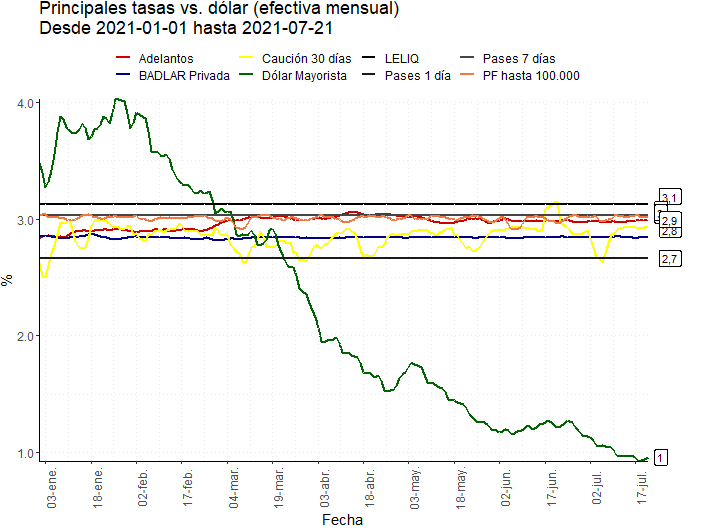 Principales tasas vs. dólar (efectiva mensual)
Desde 2021-01-01 hasta 2021-07-21
Adelantos Caución 30 días LELIQ Pases 7 días
BADLAR Privada Dólar Mayorista Pases 1 día PF hasta 100.000
4.0
3.0
2.0
1.0
%
3,1
2,9
2,8
2,7
1
03-ene.
18-ene.
02-feb.
17-feb.
04-mar.
19-mar.
03-abr.
18-abr.
03-may.
18-may.
02-jun.
17-jun.
02-jul.
17-jul.
Fecha